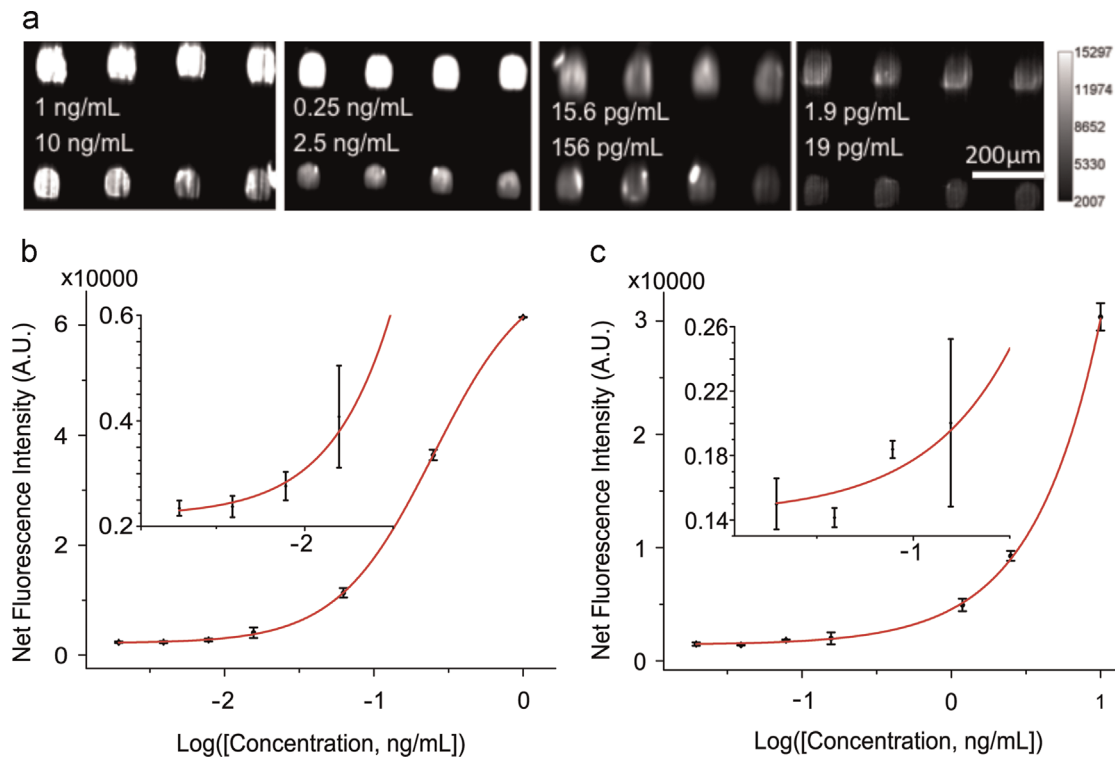 a
1 ng/mL
10 ng/mL
0.25 ng/mL
2.5 ng/mL
15.6 pg/mL
156 pg/mL
1.9 pg/mL
19 pg/mL
200µm
15297
11974
8652
5330
2007
b
x10000
Net Fluorescence Intensity (A.U.)
6
4
2
0
0.6
0.4
0.2
-2
-2
-1
0
Log([Concentration, ng/mL])
c
x10000
Net Fluorescence Intensity (A.U.)
3
2
1
0
0.26
0.22
0.18
0.14
-1
-1
0
1
Log([Concentration, ng/mL])